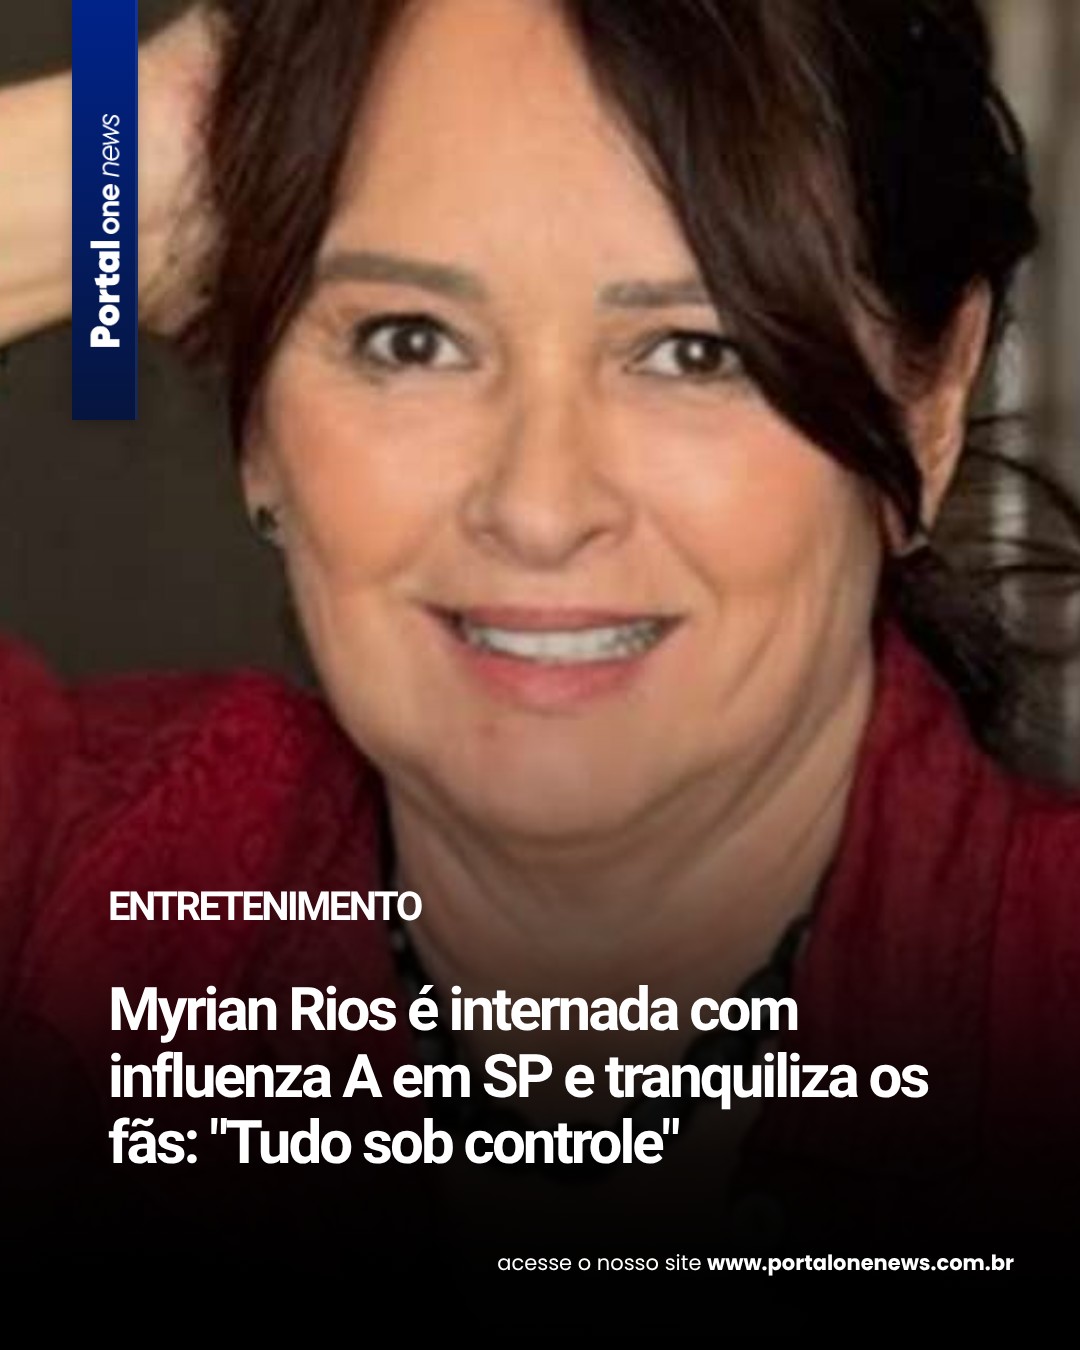 Portal one news
ENTRETENIMENTO
Myrian Rios é internada com
influenza A em SP e tranquiliza os
fãs: "Tudo sob controle"
acesse o nosso site www.portalonenews.com.br